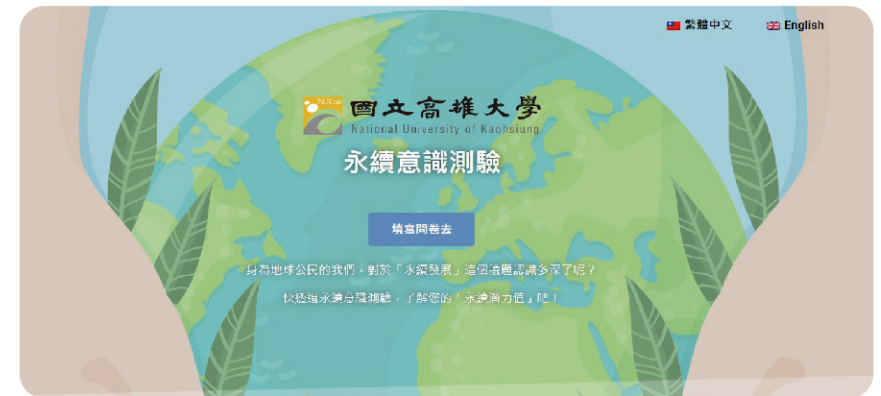 繁體中文 English
NUK
國立高雄大學
National University of Kaohsiung
永續意識測驗
填寫問卷去
身為地球公民的我們，對於「永續發展」這個議題認識多深了呢？
快透過永續意識測驗，了解您的「永續潛力值」吧！